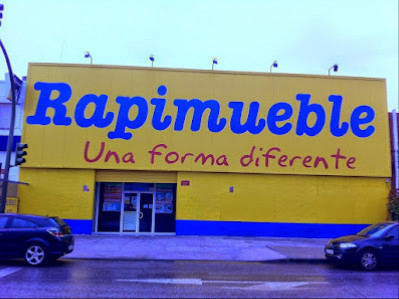 Rapimueble
Una forma diferente